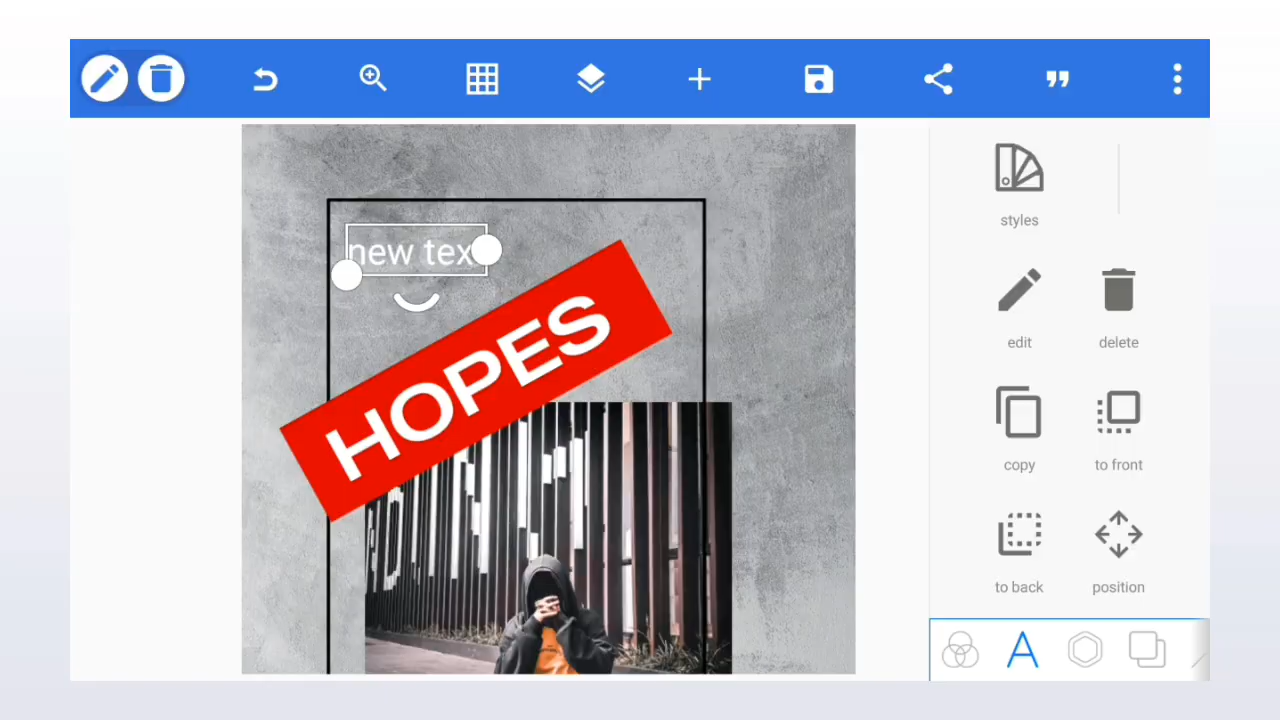 new tex
HOPES
styles
edit
delete
copy
to front
to back
position